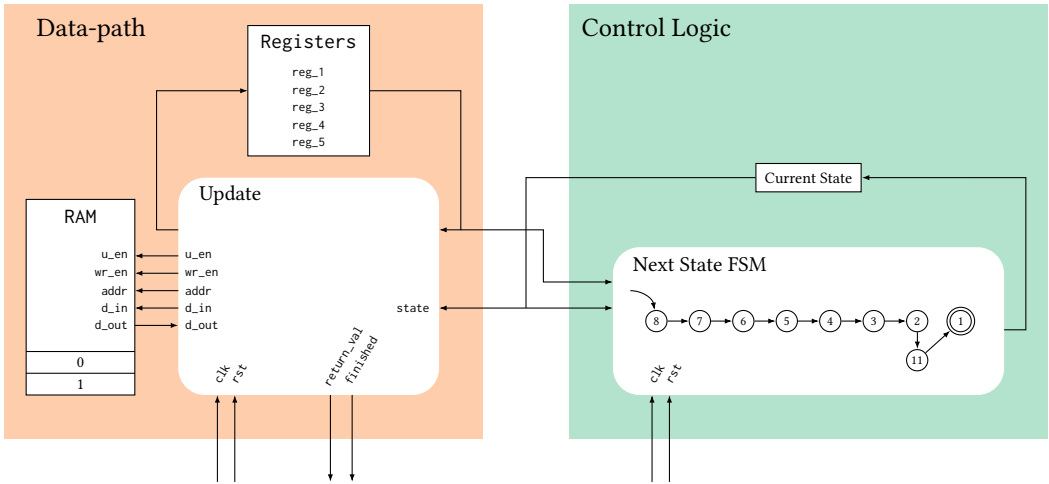 Data-path
Registers
reg_1
reg_2
reg_3
reg_4
reg_5
Update
RAM
u_en
wr_en
addr
d_in
d_out
0
1
u_en
wr_en
addr
d_in
d_out
state
clk
rst
return_val
finished
Control Logic
Current State
Next State FSM
8 7 6 5 4 3 2 1
11
clk
rst